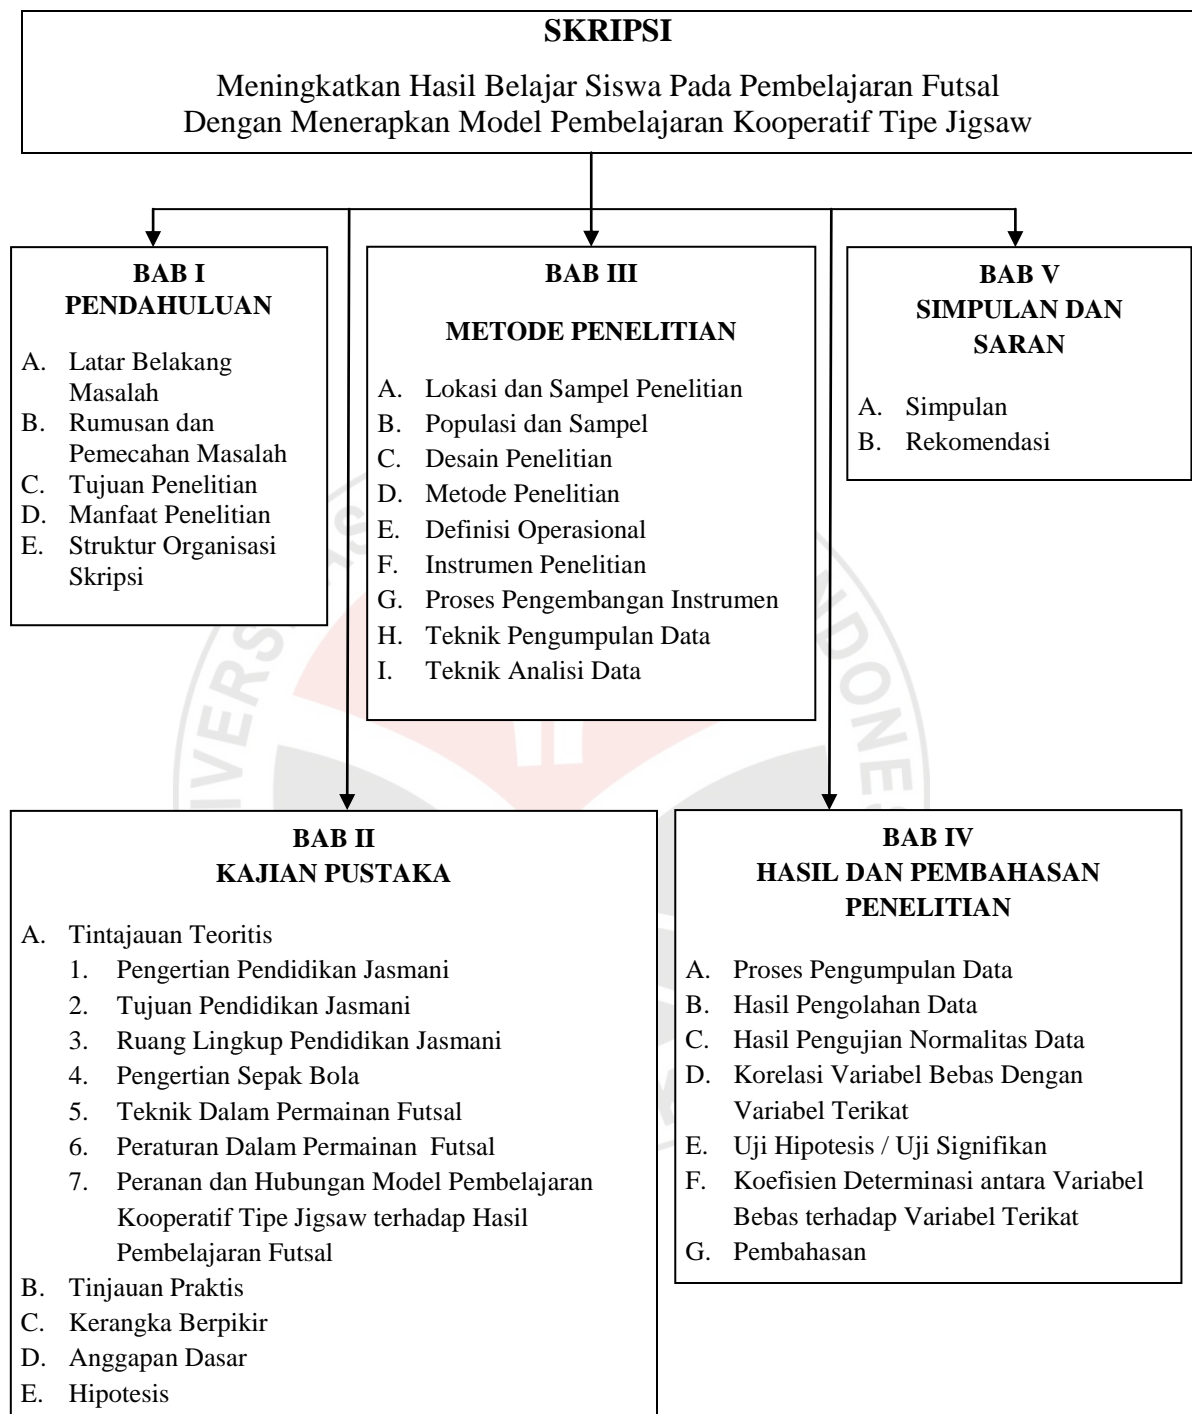 SKRIPSI
Meningkatkan Hasil Belajar Siswa Pada Pembelajaran Futsal
Dengan Menerapkan Model Pembelajaran Kooperatif Tipe Jigsaw
BAB I
PENDAHULUAN
A. Latar Belakang
Masalah
B. Rumusan dan
Pemecahan Masalah
C. Tujuan Penelitian
D. Manfaat Penelitian
E. Struktur Organisasi
Skripsi
BAB III
METODE PENELITIAN
A. Lokasi dan Sampel Penelitian
B. Populasi dan Sampel
C. Desain Penelitian
D. Metode Penelitian
E. Definisi Operasional
F. Instrumen Penelitian
G. Proses Pengembangan Instrumen
H. Teknik Pengumpulan Data
I. Teknik Analisi Data
BAB V
SIMPULAN DAN
SARAN
A. Simpulan
B. Rekomendasi
BAB II
KAJIAN PUSTAKA
A. Tintajauan Teoritis
1. Pengertian Pendidikan Jasmani
2. Tujuan Pendidikan Jasmani
3. Ruang Lingkup Pendidikan Jasmani
4. Pengertian Sepak Bola
5. Teknik Dalam Permainan Futsal
6. Peraturan Dalam Permainan Futsal
7. Peranan dan Hubungan Model Pembelajaran
Kooperatif Tipe Jigsaw terhadap Hasil
Pembelajaran Futsal
B. Tinjauan Praktis
C. Kerangka Berpikir
D. Anggapan Dasar
E. Hipotesis
BAB IV
HASIL DAN PEMBAHASAN
PENELITIAN
A. Proses Pengumpulan Data
B. Hasil Pengolahan Data
C. Hasil Pengujian Normalitas Data
D. Korelasi Variabel Bebas Dengan
Variabel Terikat
E. Uji Hipotesis / Uji Signifikan
F. Koefisien Determinasi antara Variabel
Bebas terhadap Variabel Terikat
G. Pembahasan